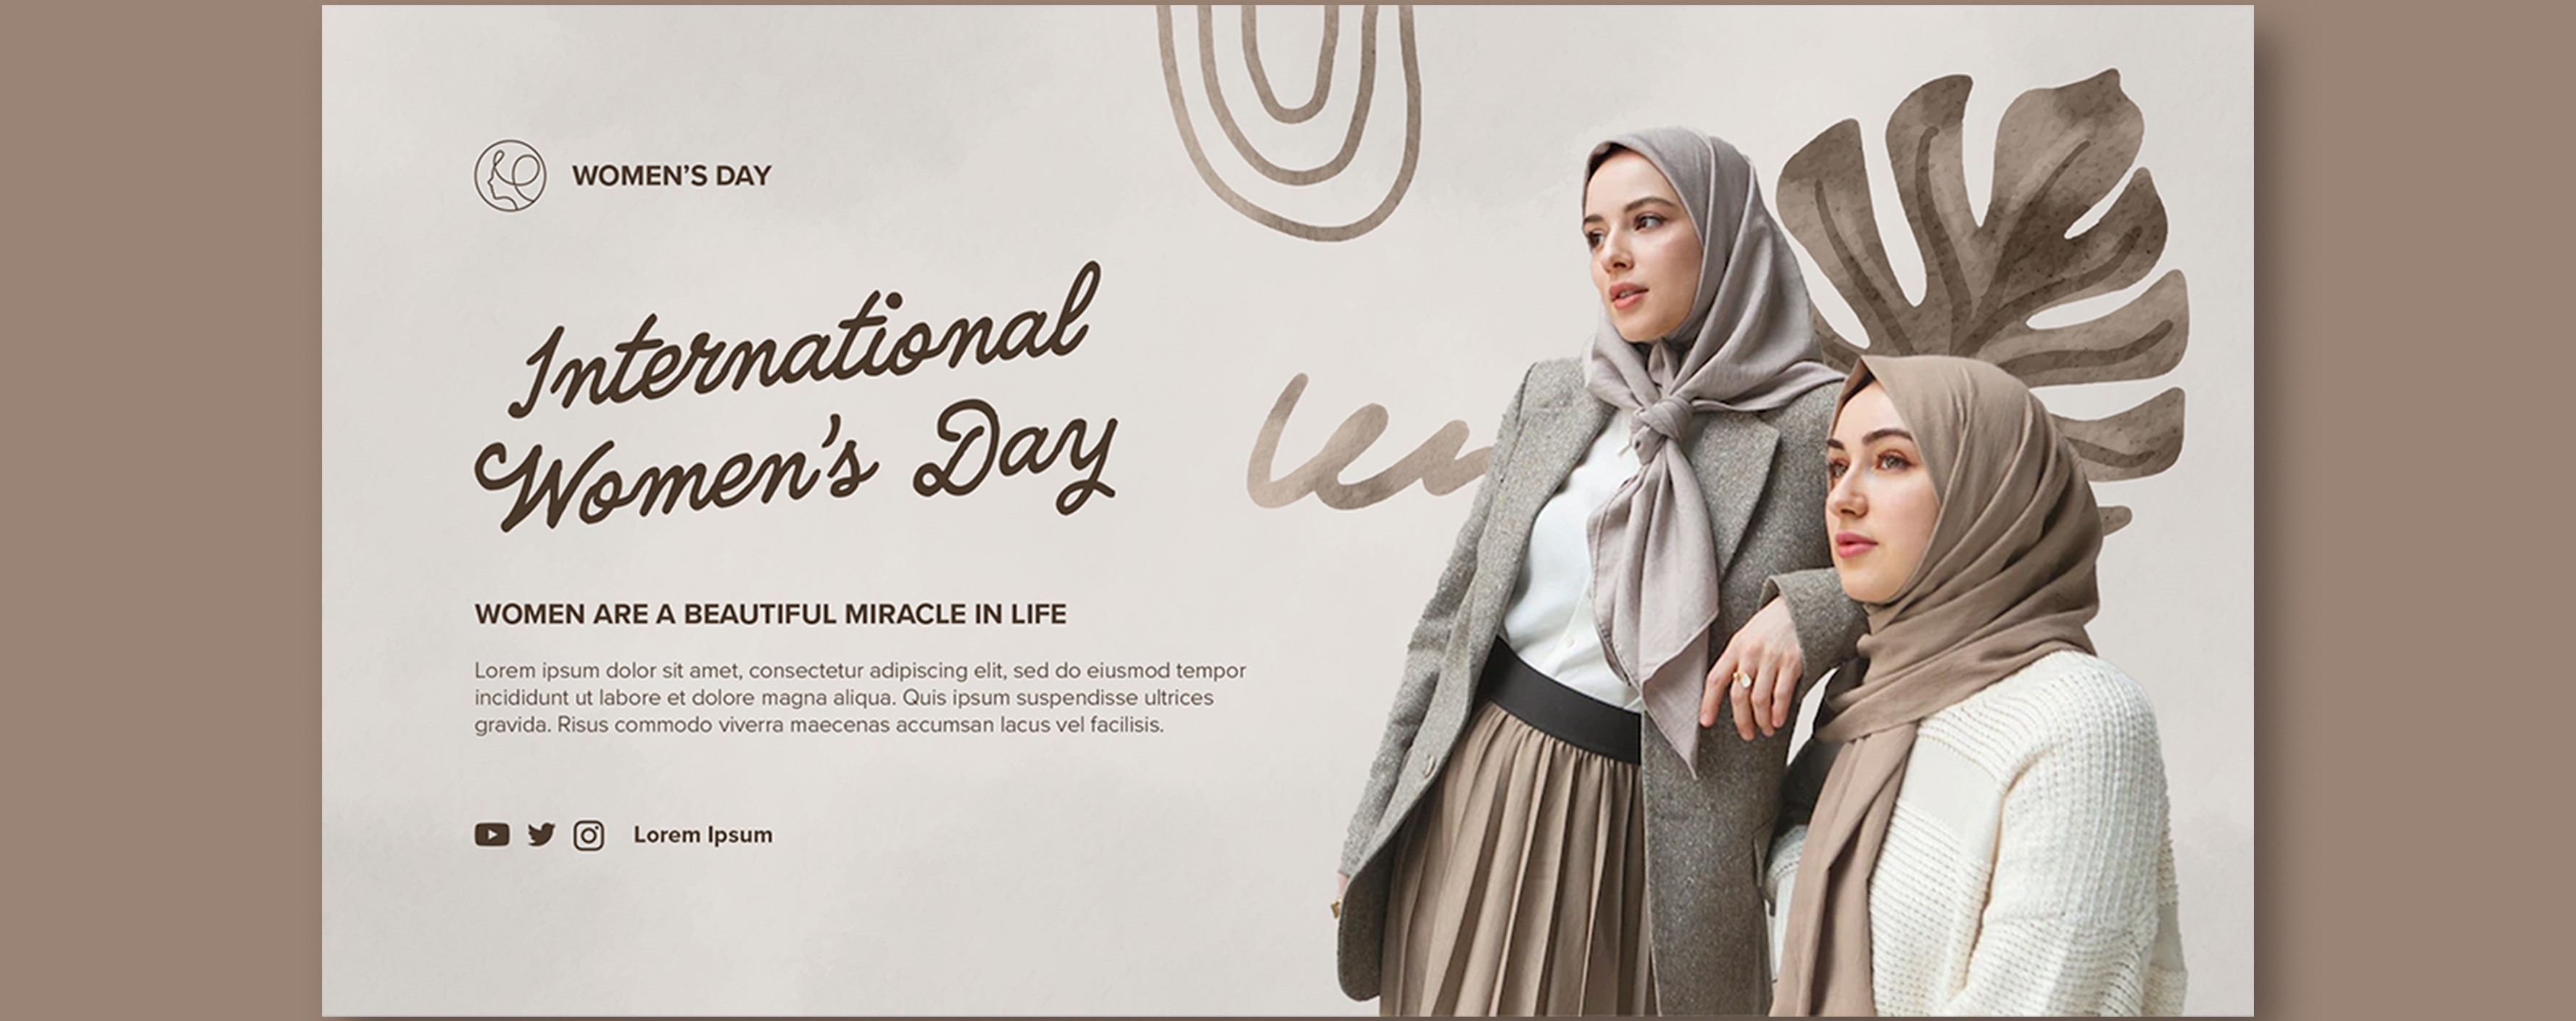 WOMEN'S DAY
International
Women's Day
WOMEN ARE A BEAUTIFUL MIRACLE IN LIFE
Lorem ipsum dolor sit amet, consectetur adipiscing elit, sed do eiusmod tempor
incididunt ut labore et dolore magna aliqua. Quis ipsum suspendisse ultrices
gravida. Risus commodo viverra maecenas accumsan lacus vel facilisis.
Lorem Ipsum